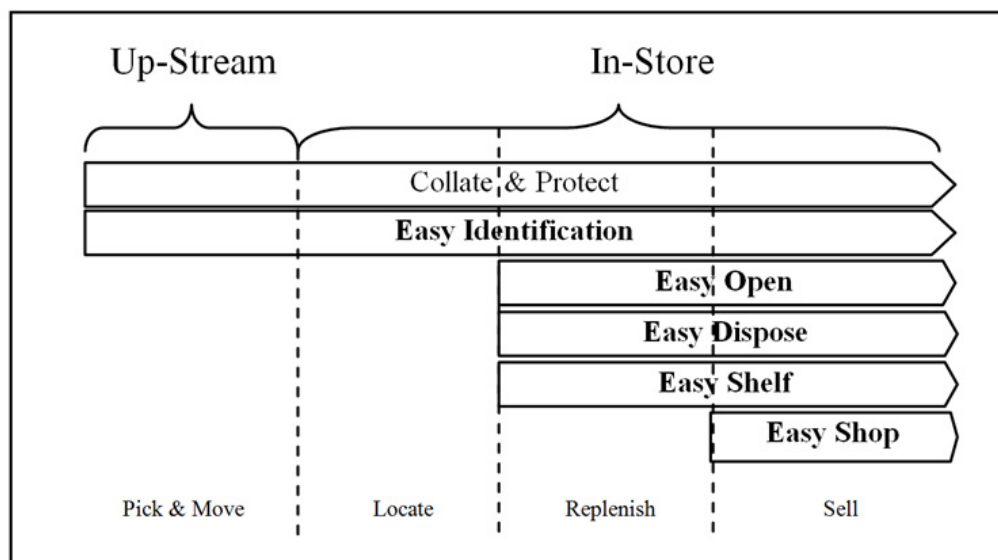 Up-Stream In-Store
Collate & Protect
Easy Identification
Easy Open
Easy Dispose
Easy Shelf
Easy Shop
Pick & Move Locate Replenish Sell